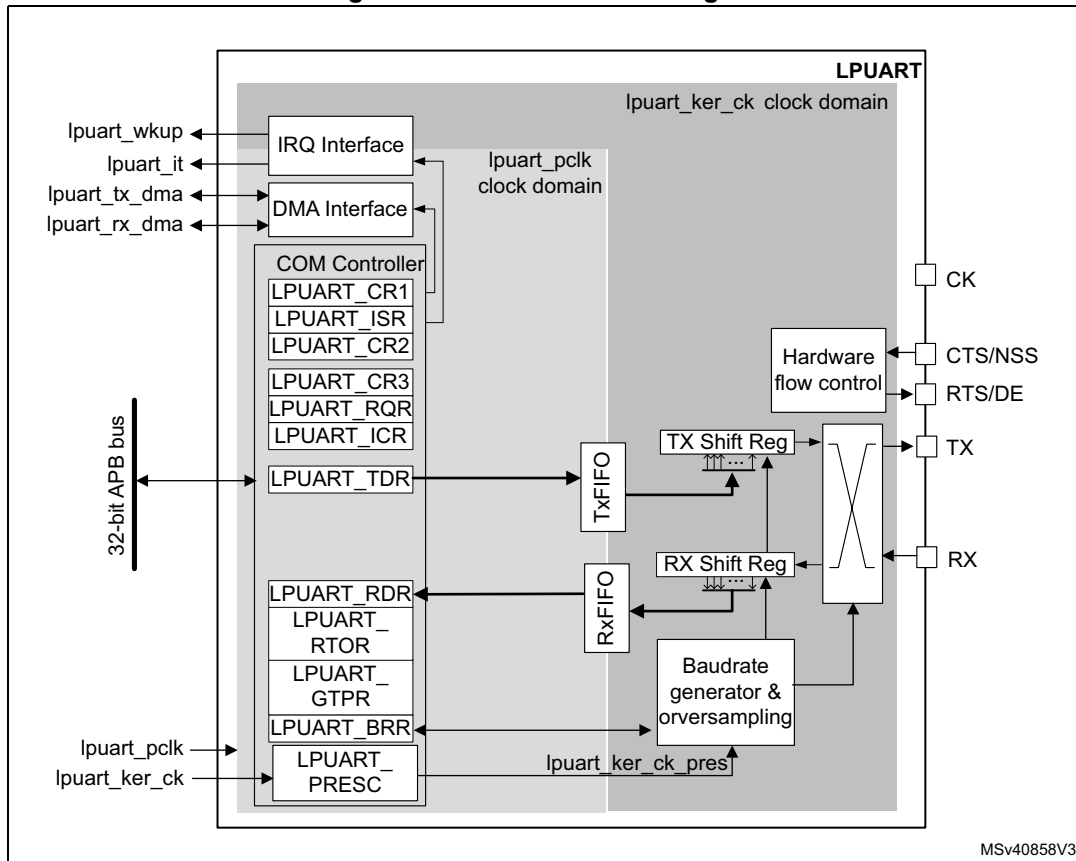 LPUART
lpuart_ker_ck clock domain
lpuart_wkup
lpuart_it
IRQ Interface
lpuart_pclk
clock domain
lpuart_tx_dma
lpuart_rx_dma
DMA Interface
COM Controller
LPUART_CR1
LPUART_ISR
LPUART_CR2
LPUART_CR3
LPUART_RQR
LPUART_ICR
LPUART_TDR
32-bit APB bus
LPUART_RDR
LPUART_
RTOR
LPUART_
GTPR
LPUART_BRR
LPUART_
PRESC
lpuart_pclk
lpuart_ker_ck
lpuart_ker_ck_pres
TxFIFO
RxFIFO
TX Shift Reg
...
RX Shift Reg
...
Baudrate
generator &
orversampling
Hardware
flow control
CK
CTS/NSS
RTS/DE
TX
RX
MSv40858V3